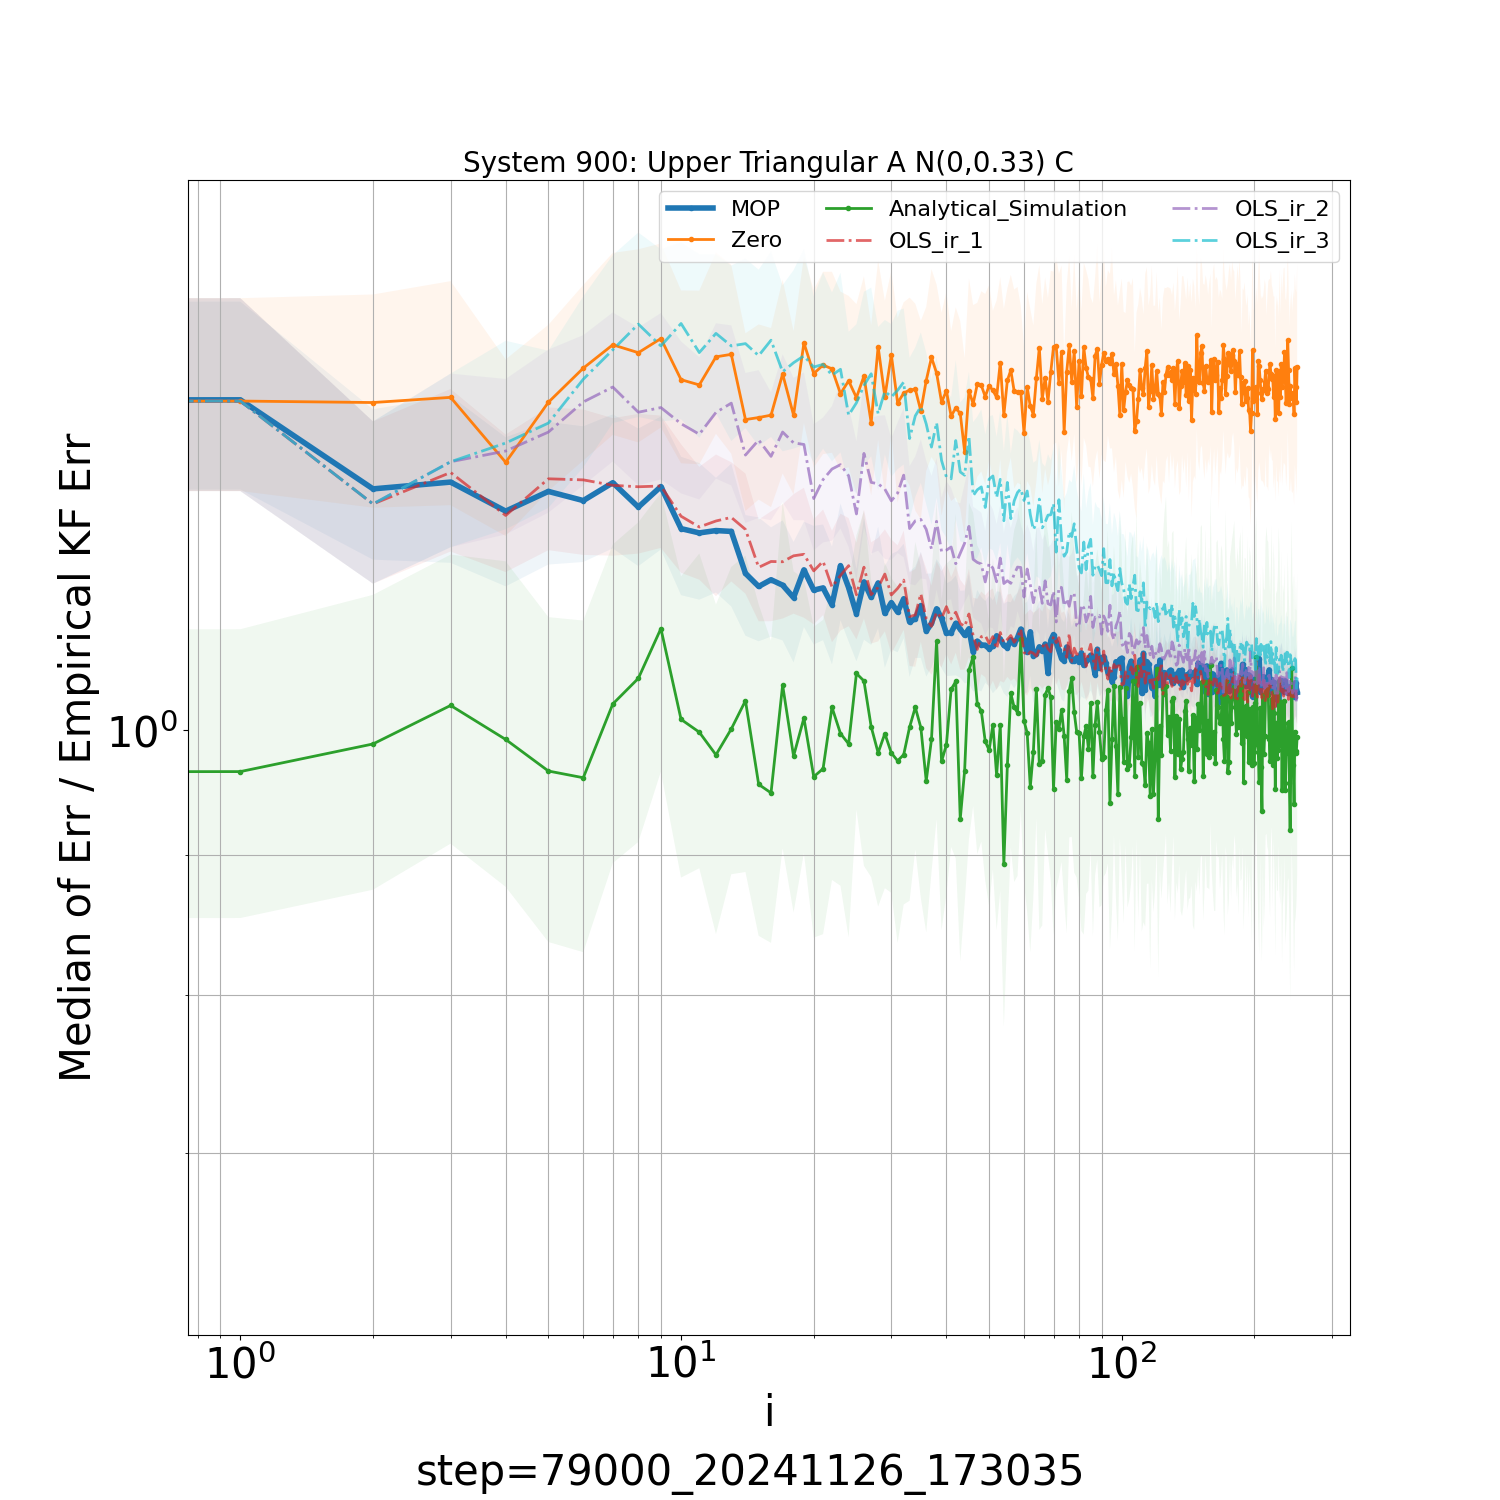 System 900: Upper Triangular A N(0,0.33) C
MOP
Zero
Analytical_Simulation
OLS_ir_1
OLS_ir_2
OLS_ir_3
Median of Err / Empirical KF Err
10⁰
10⁰
10¹
10²
i
step=79000_20241126_173035